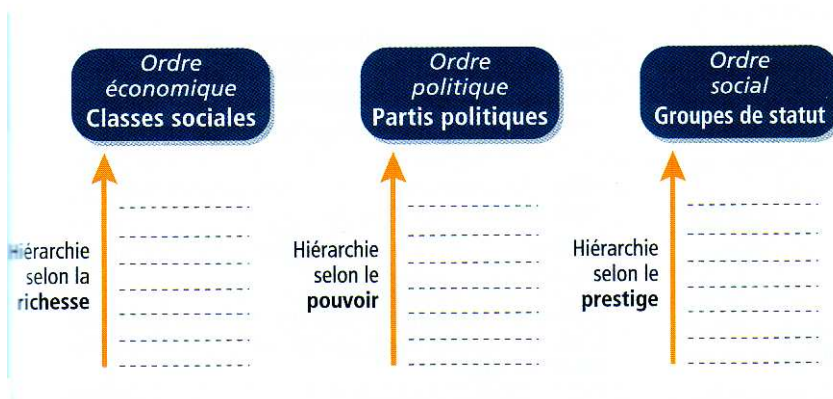 Ordre
économique
Classes sociales
Ordre
politique
Partis politiques
Ordre
social
Groupes de statut
Hiérarchie
selon la
richesse
Hiérarchie
selon le
pouvoir
Hiérarchie
selon le
prestige